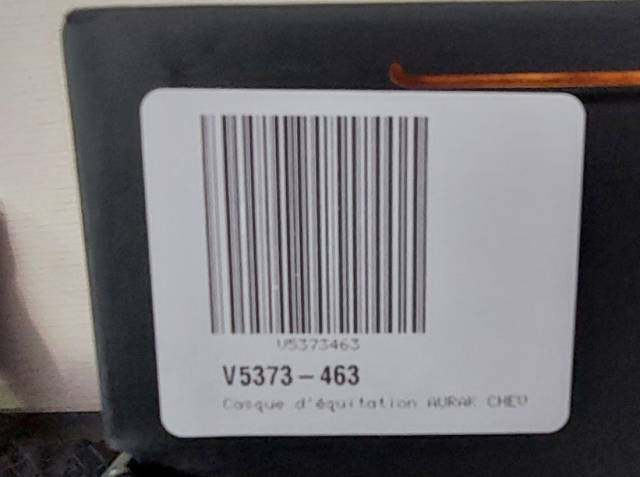 V5373463
V5373-463
Casque d'équitation AURAK CHEV